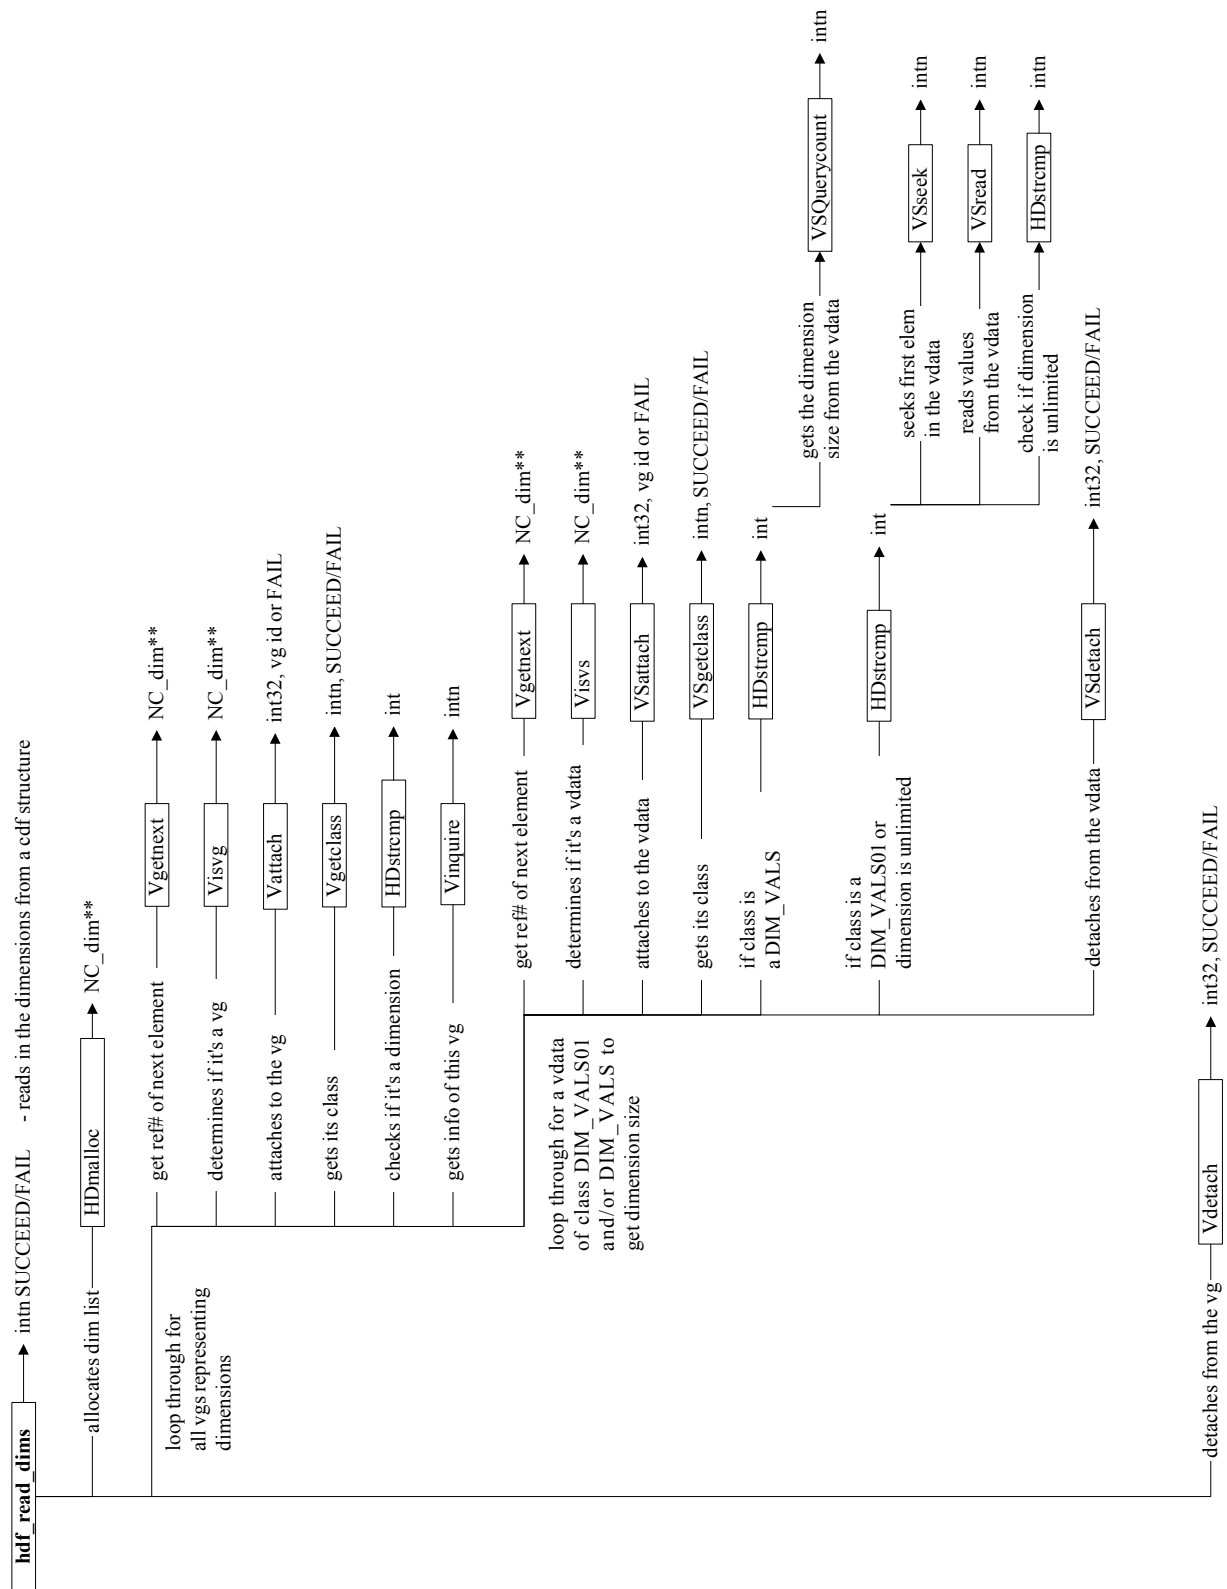 hdf_read_dims
intn SUCCEED/FAIL
- reads in the dimensions from a cdf structure
allocates dim list
HDmalloc
NC_dim**
loop through for
all vgs representing
dimensions
get ref# of next element
Vgetnext
NC_dim**
determines if it's a vg
Visvg
NC_dim**
attaches to the vg
Vattach
int32, vg id or FAIL
gets its class
Vgetclass
intn, SUCCEED/FAIL
checks if it's a dimension
HDstrcmp
int
gets info of this vg
Vinquire
intn
loop through for a vdata
of class DIM_VALS01
and/or DIM_VALS to
get dimension size
get ref# of next element
Vgetnext
NC_dim**
determines if it's a vdata
Visvs
NC_dim**
attaches to the vdata
VSattach
int32, vg id or FAIL
gets its class
VSgetclass
intn, SUCCEED/FAIL
if class is
a DIM_VALS
HDstrcmp
int
gets the dimension
size from the vdata
VSQuerycount
intn
if class is a
DIM_VALS01 or
dimension is unlimited
HDstrcmp
int
seeks first elem
in the vdata
VSseek
intn
reads values
from the vdata
VSread
intn
check if dimension
is unlimited
HDstrcmp
intn
detaches from the vdata
VSdetach
int32, SUCCEED/FAIL
detaches from the vg
Vdetach
int32, SUCCEED/FAIL